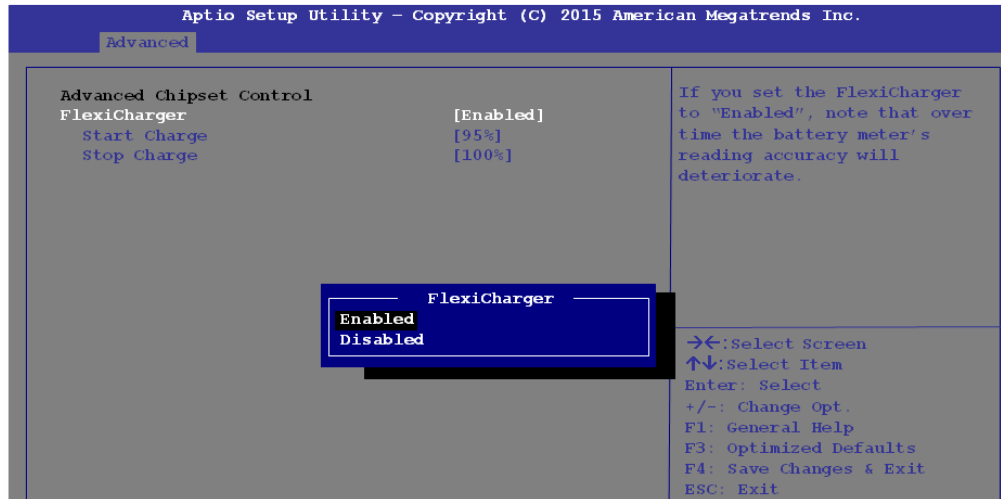 Aptio Setup Utility – Copyright (C) 2015 American Megatrends Inc.
Advanced
Advanced Chipset Control
FlexiCharger [Enabled]
Start Charge [95%]
Stop Charge [100%]
If you set the FlexiCharger
to “Enabled”, note that over
time the battery meter’s
reading accuracy will
deteriorate.
FlexiCharger
Enabled
Disabled
→←:Select Screen
↑↓:Select Item
Enter: Select
+/-: Change Opt.
F1: General Help
F3: Optimized Defaults
F4: Save Changes & Exit
ESC: Exit